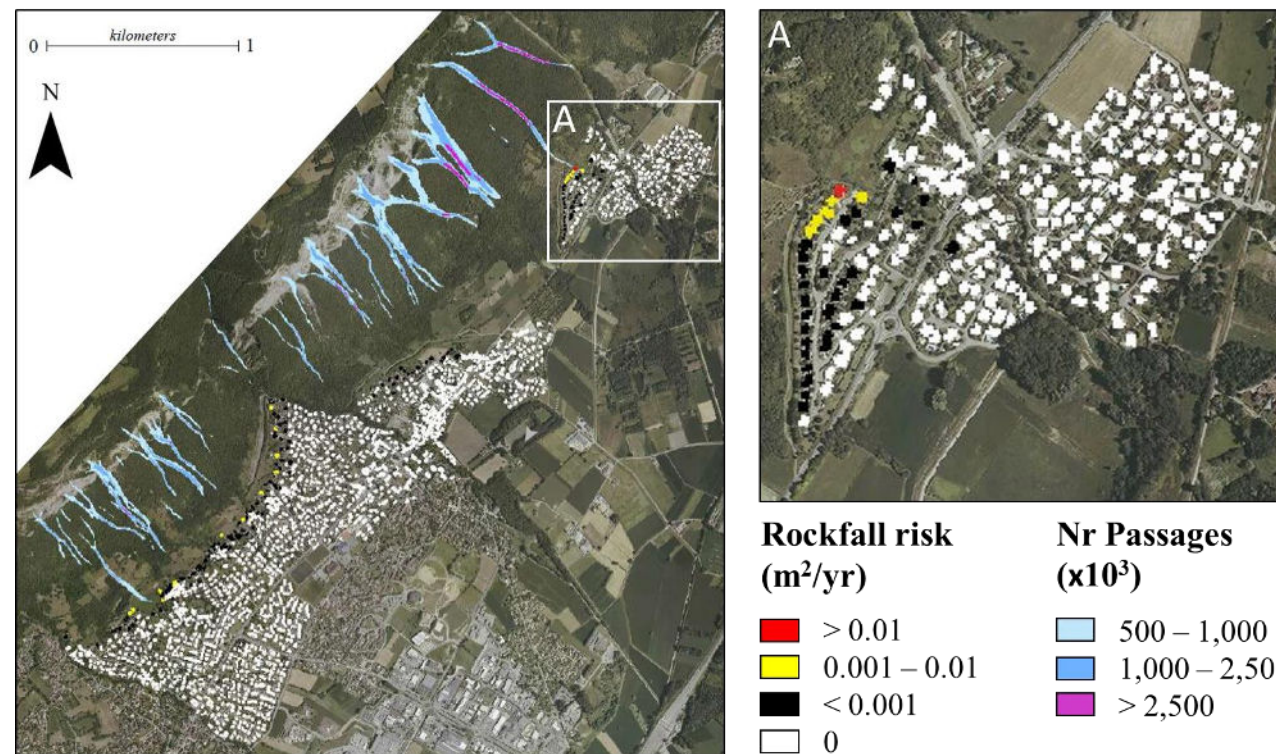 0 kilometers 1
N
A
A
Rockfall risk
(m²/yr)
> 0.01
0.001 – 0.01
< 0.001
0
Nr Passages
(x10³)
500 – 1,000
1,000 – 2,50
> 2,500